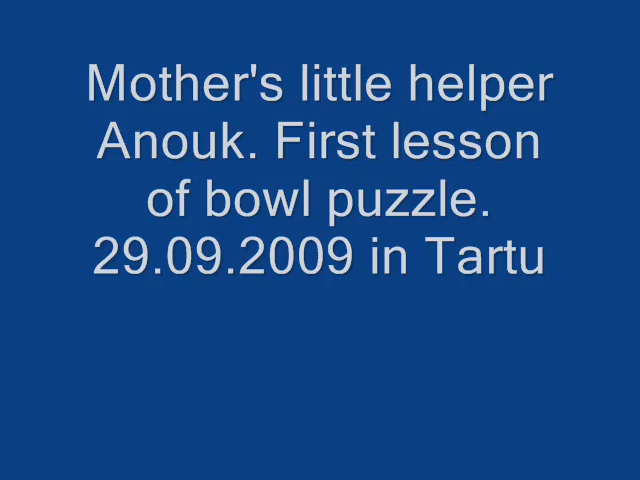 Mother's little helper
Anouk. First lesson
of bowl puzzle.
29.09.2009 in Tartu